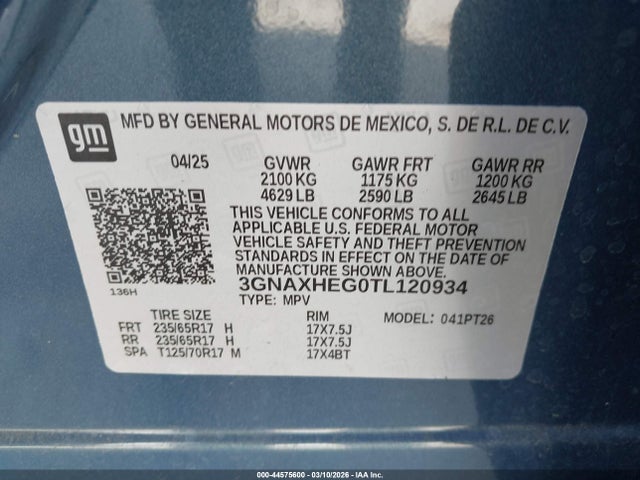 gm
MFD BY GENERAL MOTORS DE MEXICO, S. DE R.L. DE C.V.
04/25 GVWR GAWR FRT GAWR RR
2100 KG 1175 KG 1200 KG
4629 LB 2590 LB 2645 LB
THIS VEHICLE CONFORMS TO ALL
APPLICABLE U.S. FEDERAL MOTOR
VEHICLE SAFETY AND THEFT PREVENTION
STANDARDS IN EFFECT ON THE DATE OF
MANUFACTURE SHOWN ABOVE.
136H 3GNAXHEG0TL120934
TYPE: MPV
TIRE SIZE RIM MODEL: 041PT26
FRT 235/65R17 H 17X7.5J
RR 235/65R17 H 17X7.5J
SPA T125/70R17 M 17X4BT
000-44575600 - 03/10/2026 - IAA Inc.